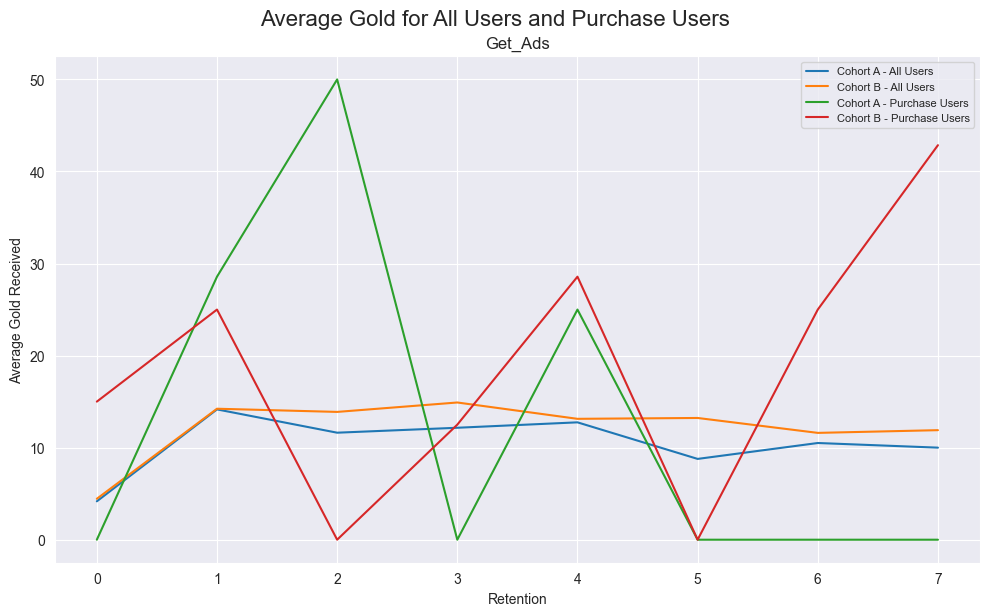 Average Gold for All Users and Purchase Users
Get_Ads
Cohort A - All Users
Cohort B - All Users
Cohort A - Purchase Users
Cohort B - Purchase Users
Average Gold Received
50
40
30
20
10
0
0 1 2 3 4 5 6 7
Retention